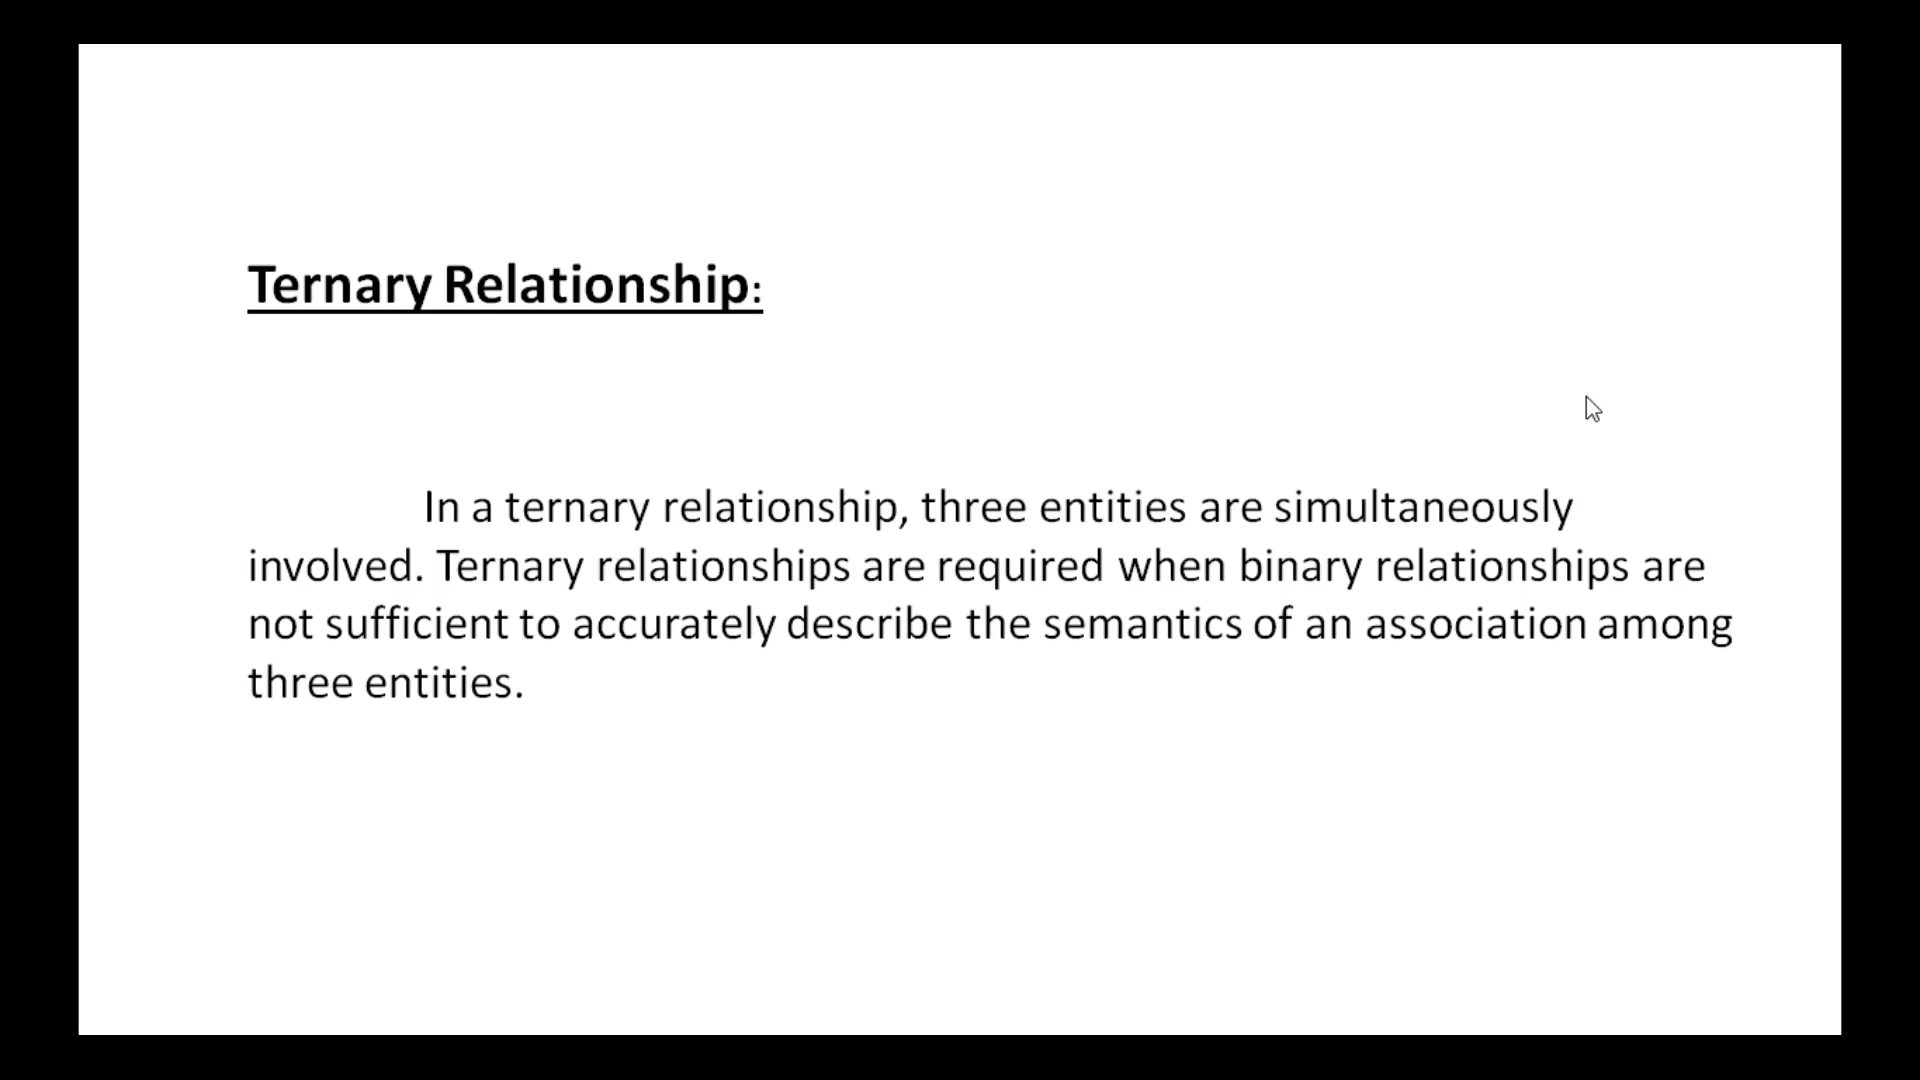 Ternary Relationship:
In a ternary relationship, three entities are simultaneously
involved. Ternary relationships are required when binary relationships are
not sufficient to accurately describe the semantics of an association among
three entities.